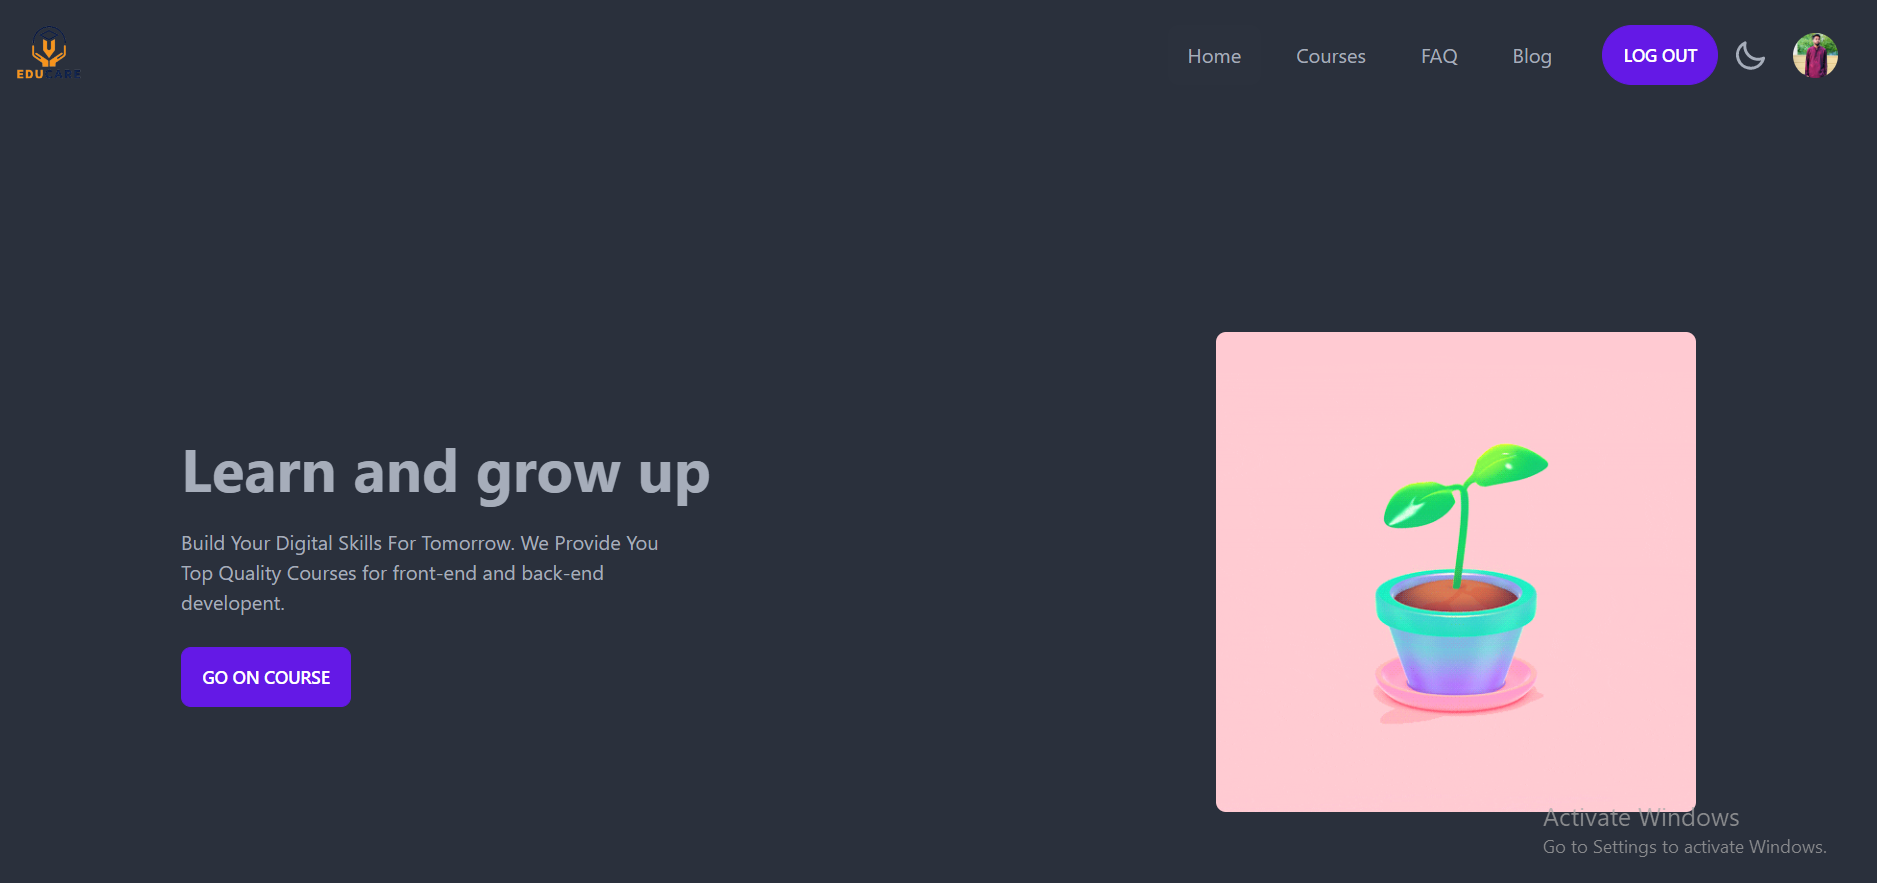 EDUCARE
Home
Courses
FAQ
Blog
LOG OUT
Learn and grow up
Build Your Digital Skills For Tomorrow. We Provide You
Top Quality Courses for front-end and back-end
developent.
GO ON COURSE
Activate Windows
Go to Settings to activate Windows.